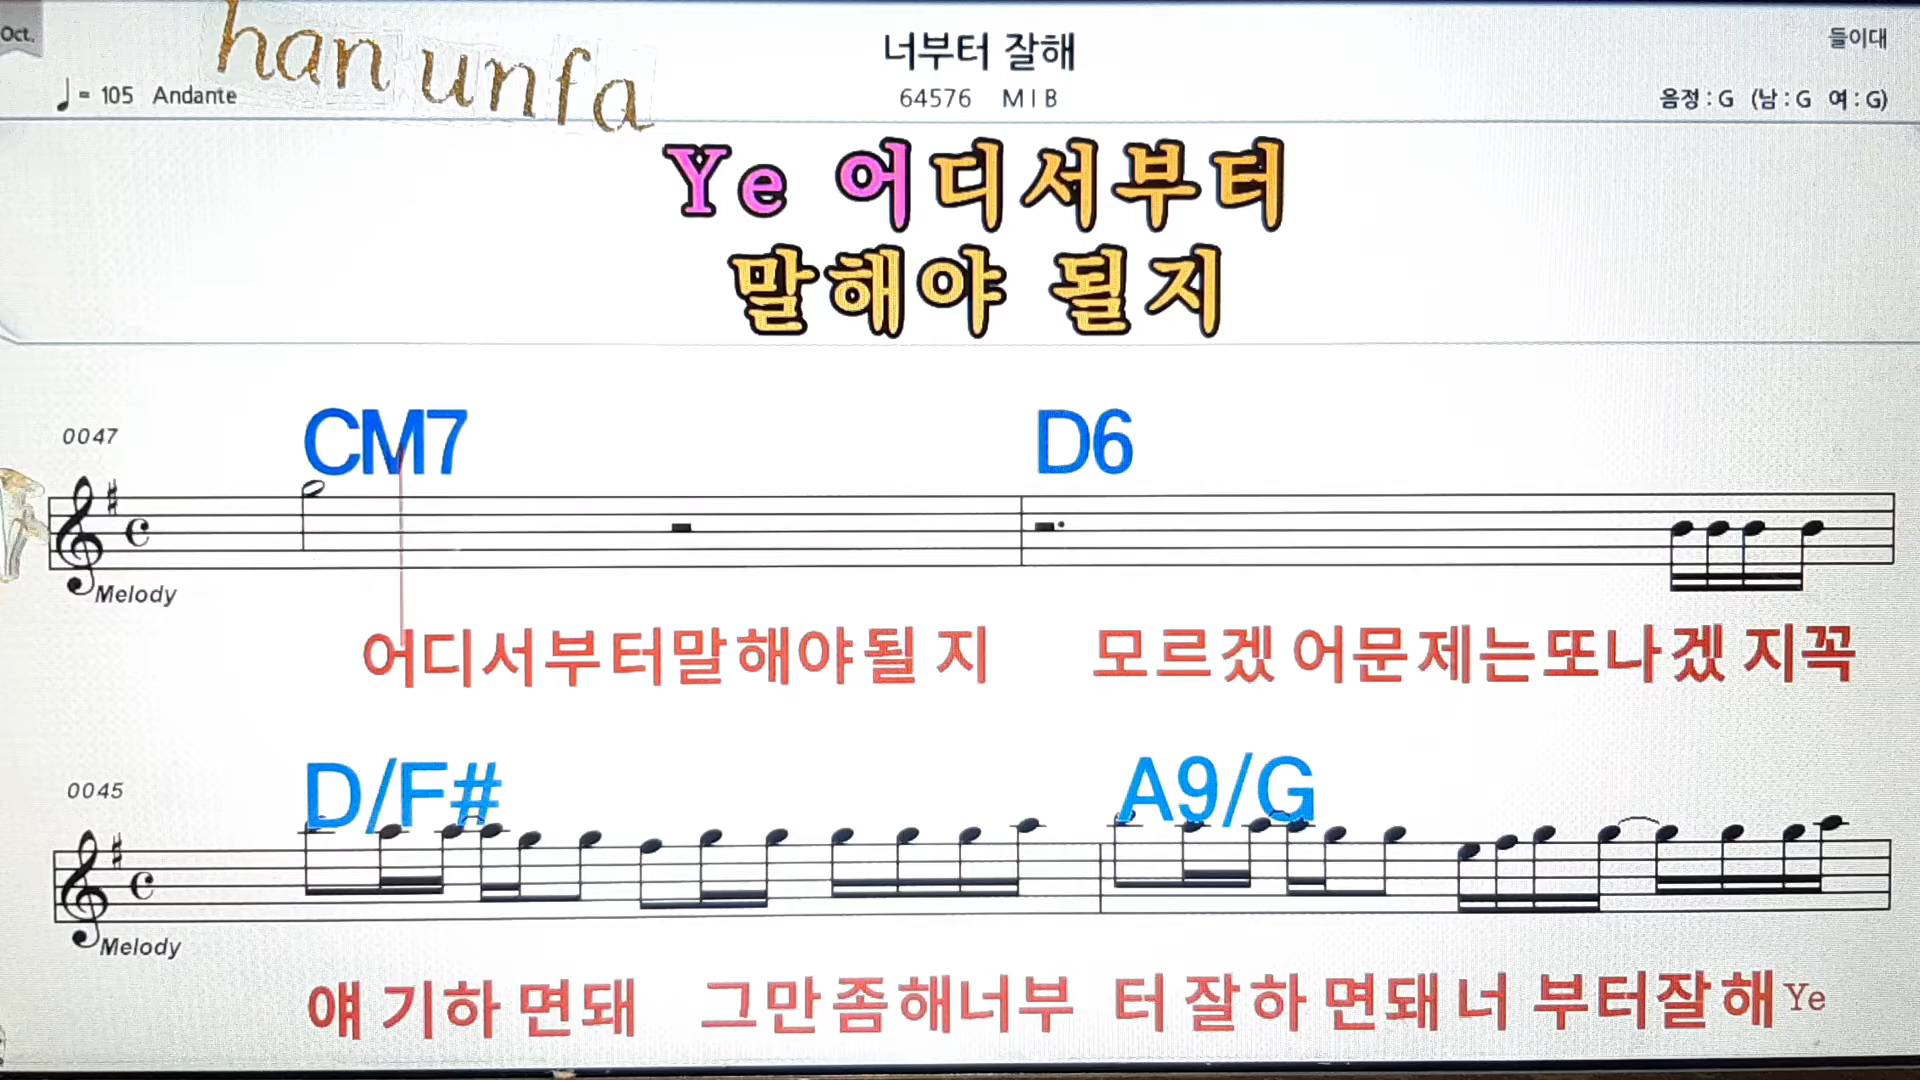 Oct.
han unfa
너부터 잘해
들이대
♩= 105 Andante
64576 MIB
음정 : G (남 : G 여 : G)
Ye 어디서부터
말해야 될지
0047
CM7 D6
Melody
어디서부터말해야될 지 모르겠 어문제는또나겠 지꼭
0045
D/F# A9/G
Melody
얘 기하 면돼 그만좀해너부 터 잘하 면돼 너 부터잘해 Ye